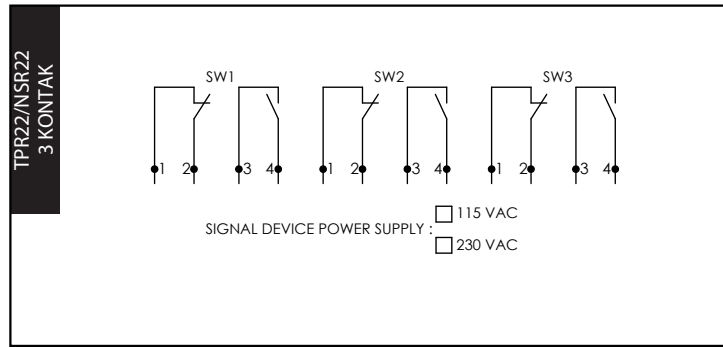 TPR22/NSR22
3 KONTAK
SW1 SW2 SW3
1 2 3 4 1 2 3 4 1 2 3 4
SIGNAL DEVICE POWER SUPPLY :
115 VAC
230 VAC